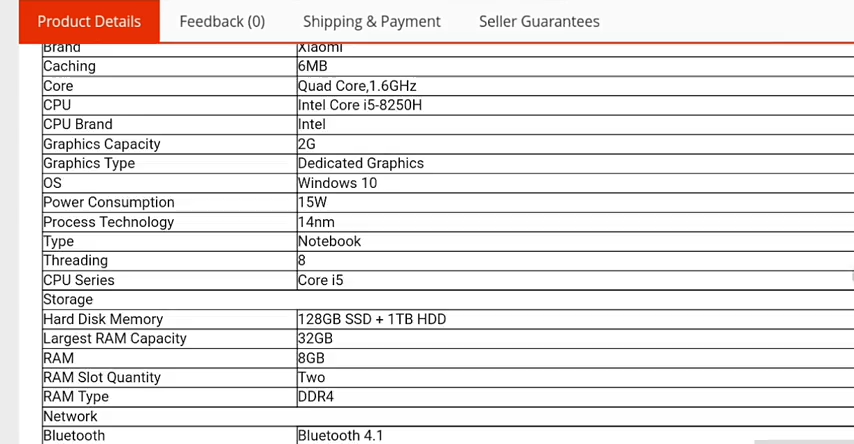 Product Details Feedback (0) Shipping & Payment Seller Guarantees
Brand Xiaomi
Caching 6MB
Core Quad Core,1.6GHz
CPU Intel Core i5-8250H
CPU Brand Intel
Graphics Capacity 2G
Graphics Type Dedicated Graphics
OS Windows 10
Power Consumption 15W
Process Technology 14nm
Type Notebook
Threading 8
CPU Series Core i5
Storage
Hard Disk Memory 128GB SSD + 1TB HDD
Largest RAM Capacity 32GB
RAM 8GB
RAM Slot Quantity Two
RAM Type DDR4
Network
Bluetooth Bluetooth 4.1